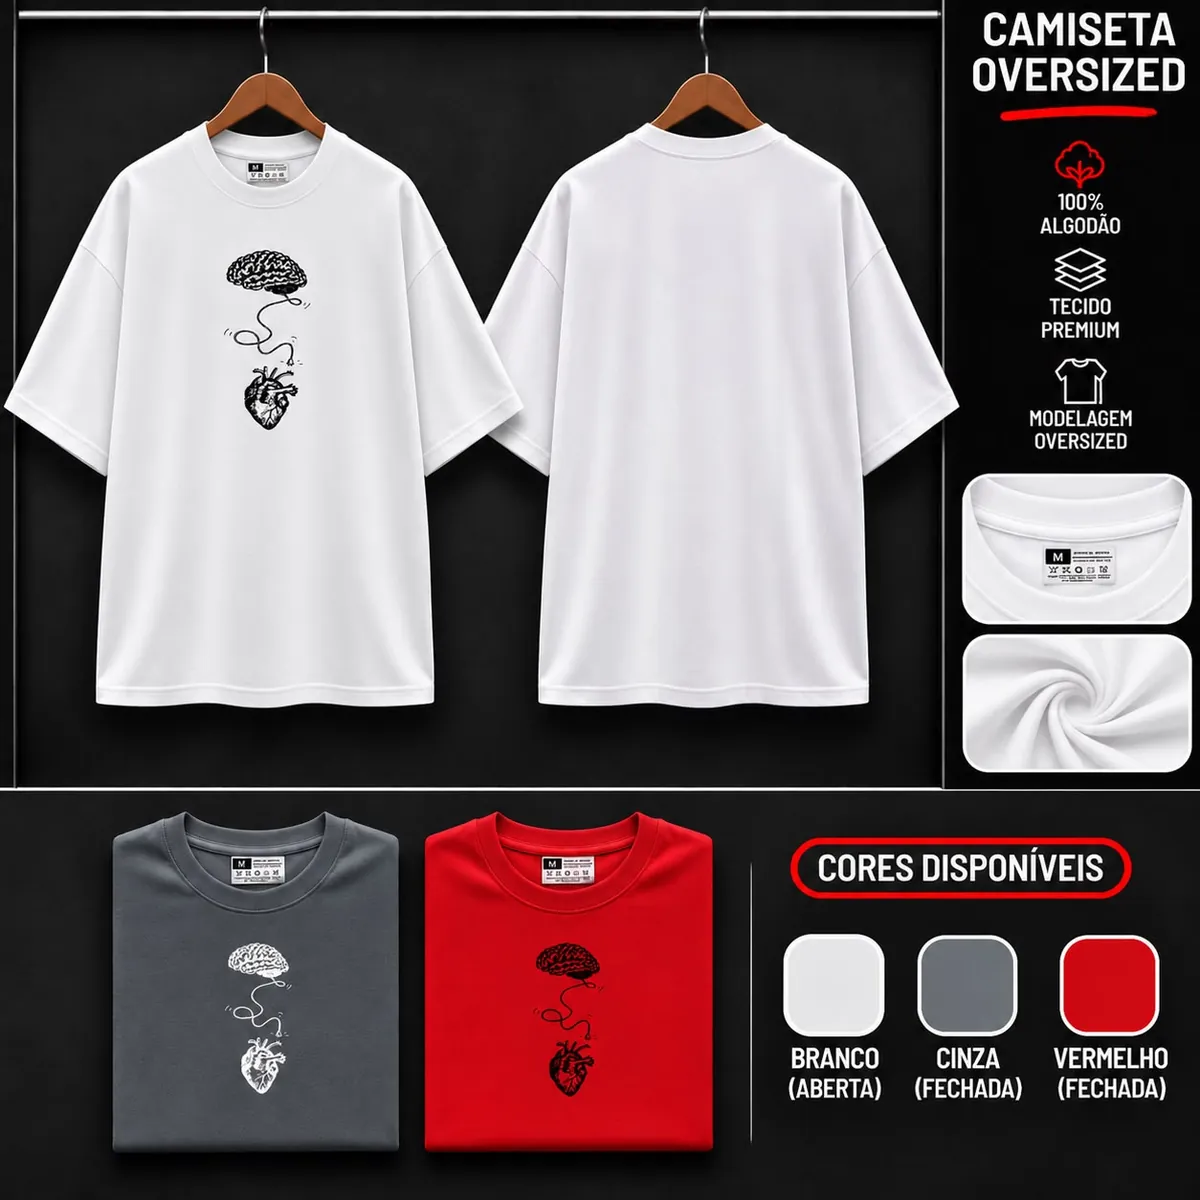 CAMISETA
OVERSIZED
100%
ALGODÃO
TECIDO
PREMIUM
MODELAGEM
OVERSIZED
M
M
M
M
CORES DISPONÍVEIS
BRANCO
(ABERTA)
CINZA
(FECHADA)
VERMELHO
(FECHADA)